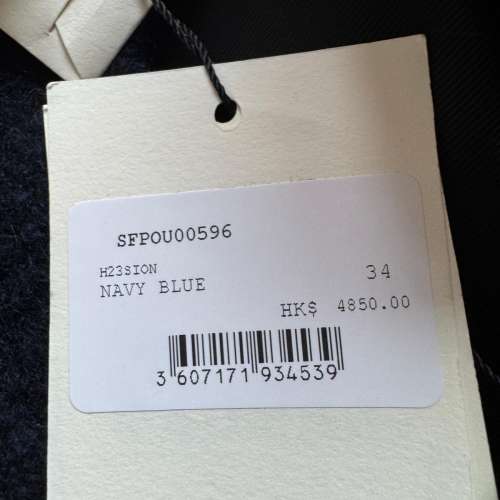 SFPOU00596
H23SION
NAVY BLUE 34
HK$ 4850.00
3 607171 934539